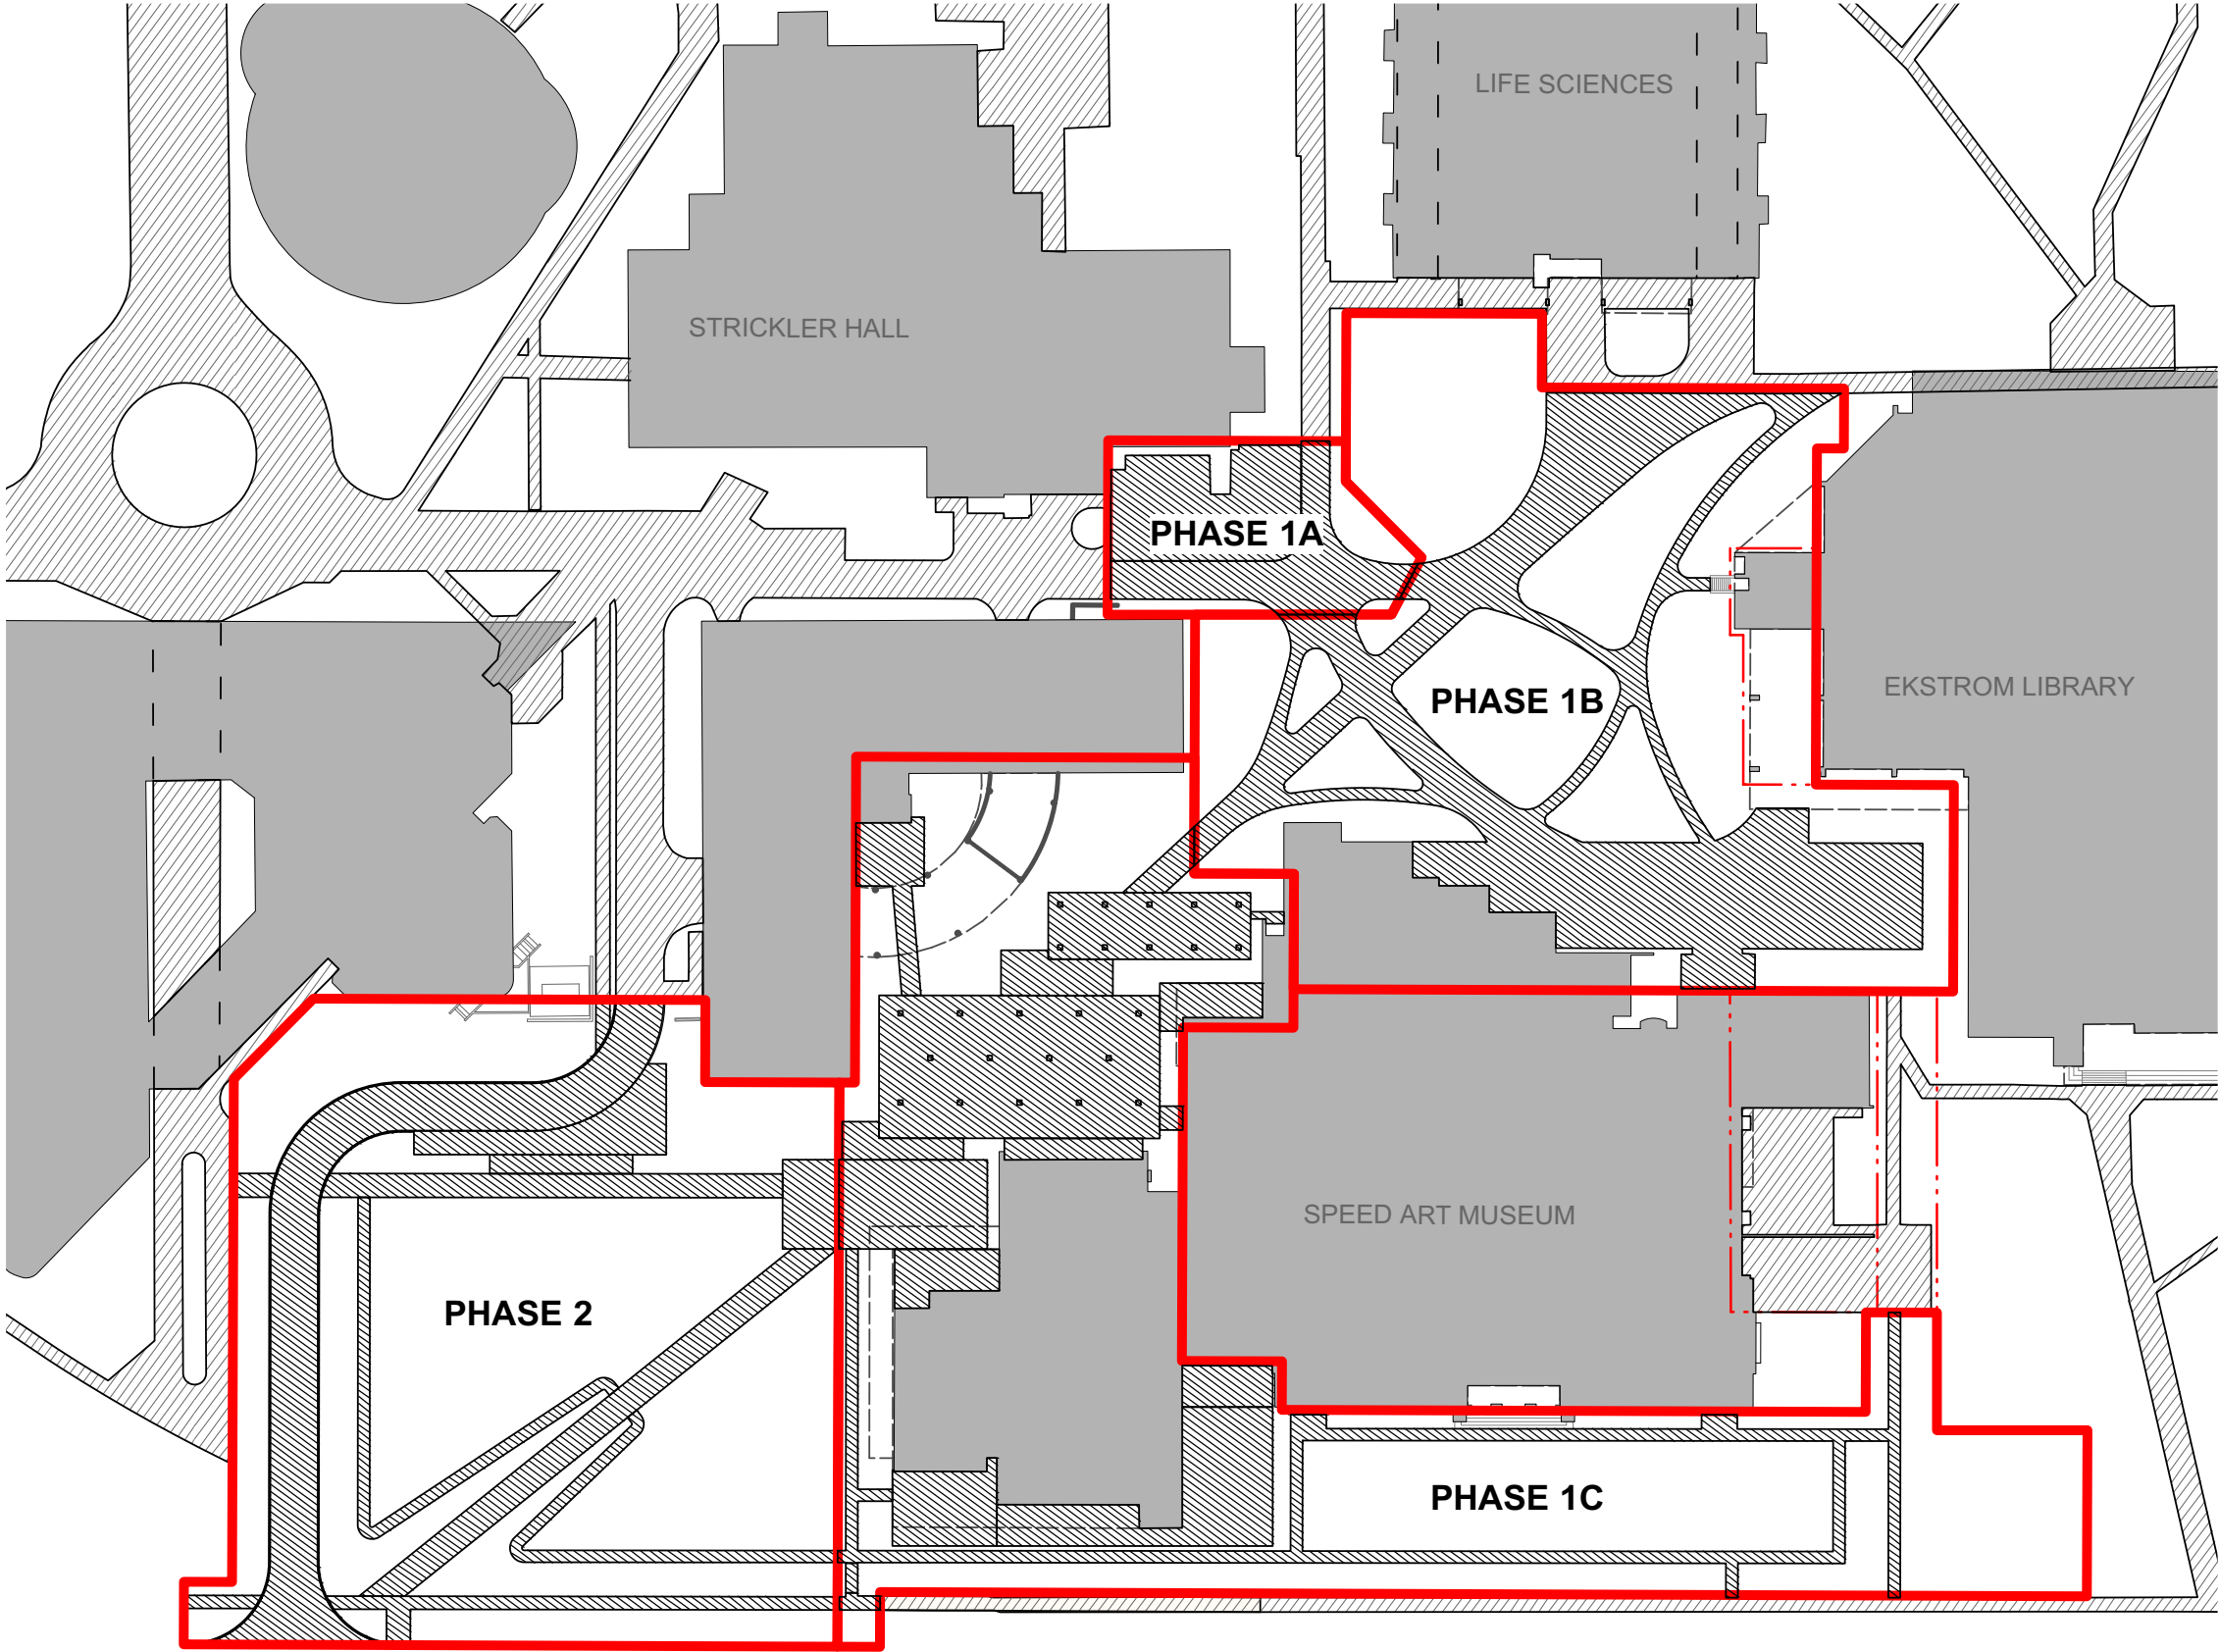 LIFE SCIENCES
STRICKLER HALL
PHASE 1A
EKSTROM LIBRARY
PHASE 1B
SPEED ART MUSEUM
PHASE 2
PHASE 1C